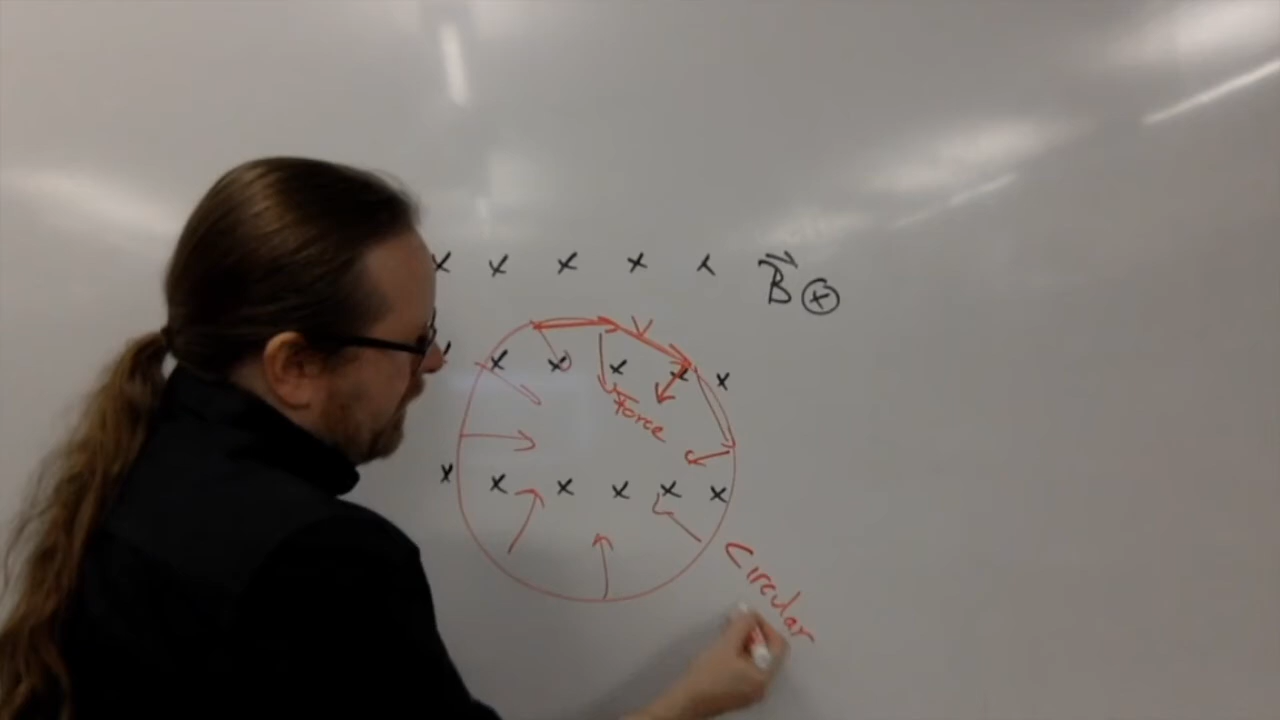 x x x x x B⃗ ⊗
x x x x x
V
Force
x x x x x x
Circular